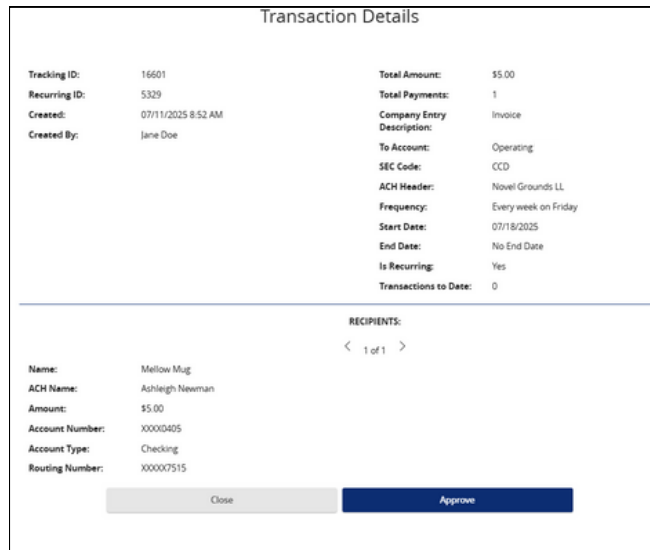 Transaction Details
Tracking ID: 16601
Recurring ID: 5329
Created: 07/11/2025 8:52 AM
Created By: Jane Doe
Total Amount: $5.00
Total Payments: 1
Company Entry Description: Invoice
To Account: Operating
SEC Code: CCD
ACH Header: Novel Grounds LL
Frequency: Every week on Friday
Start Date: 07/18/2025
End Date: No End Date
Is Recurring: Yes
Transactions to Date: 0
RECIPIENTS:
< 1 of 1 >
Name: Mellow Mug
ACH Name: Ashleigh Newman
Amount: $5.00
Account Number: XXXX0405
Account Type: Checking
Routing Number: XXXXX7515
Close
Approve